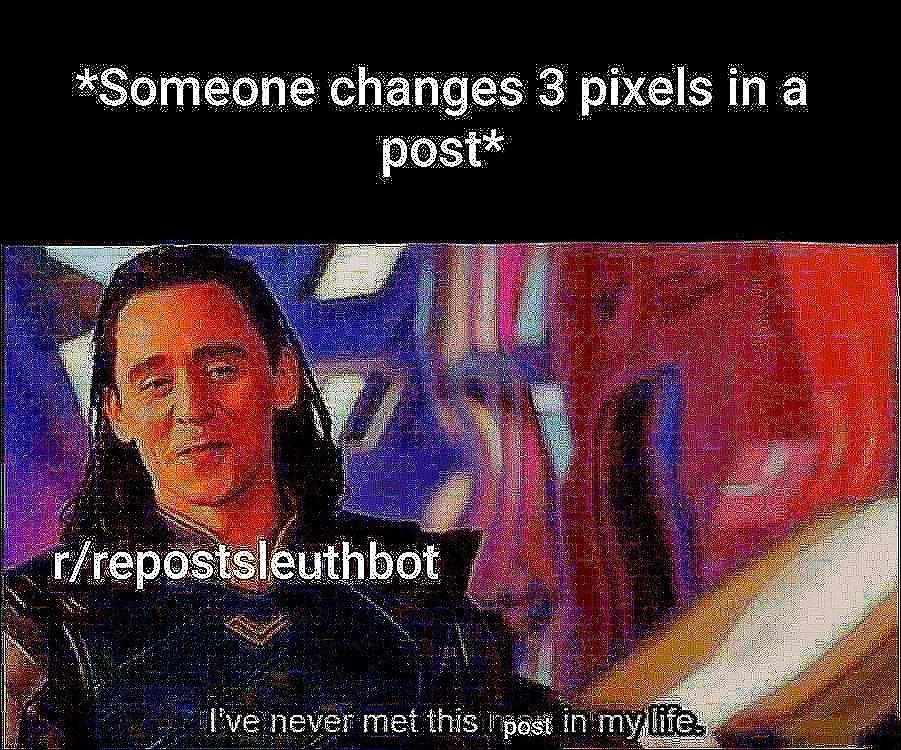 *Someone changes 3 pixels in a
post*
r/repostsleuthbot
I've never met this post in my life.